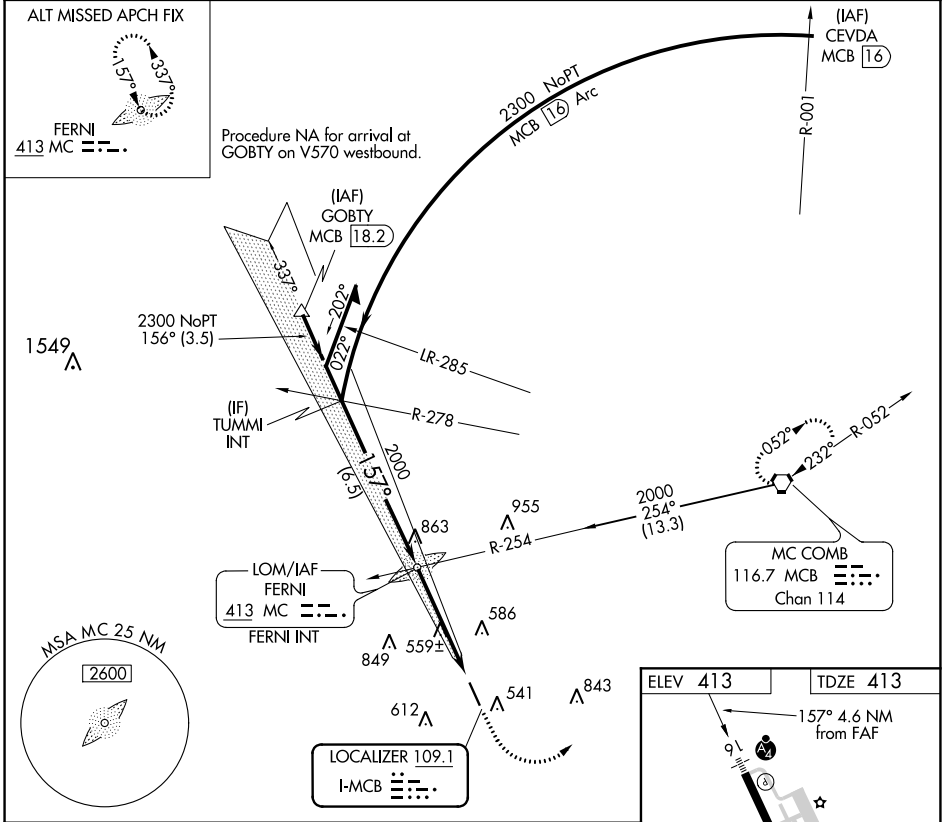 ALT MISSED APCH FIX
157°
337°
FERNI
413 MC
Procedure NA for arrival at
GOBTY on V570 westbound.
(IAF)
CEVDA
MCB 16
2300 NoPT
MCB 16 Arc
R-001
(IAF)
GOBTY
MCB 18.2
337°
202°
022°
2300 NoPT
156° (3.5)
1549
LR-285
R-278
(IF)
TUMMI
INT
2000
157°
(6.5)
052°
232°
R-052
2000
254°
(13.3)
R-254
955
863
MC COMB
116.7 MCB
Chan 114
LOM/IAF
FERNI
413 MC
FERNI INT
586
559±
849
541
843
612
MSA MC 25 NM
2600
LOCALIZER 109.1
I-MCB
ELEV 413
TDZE 413
157° 4.6 NM
from FAF
16
A4
P